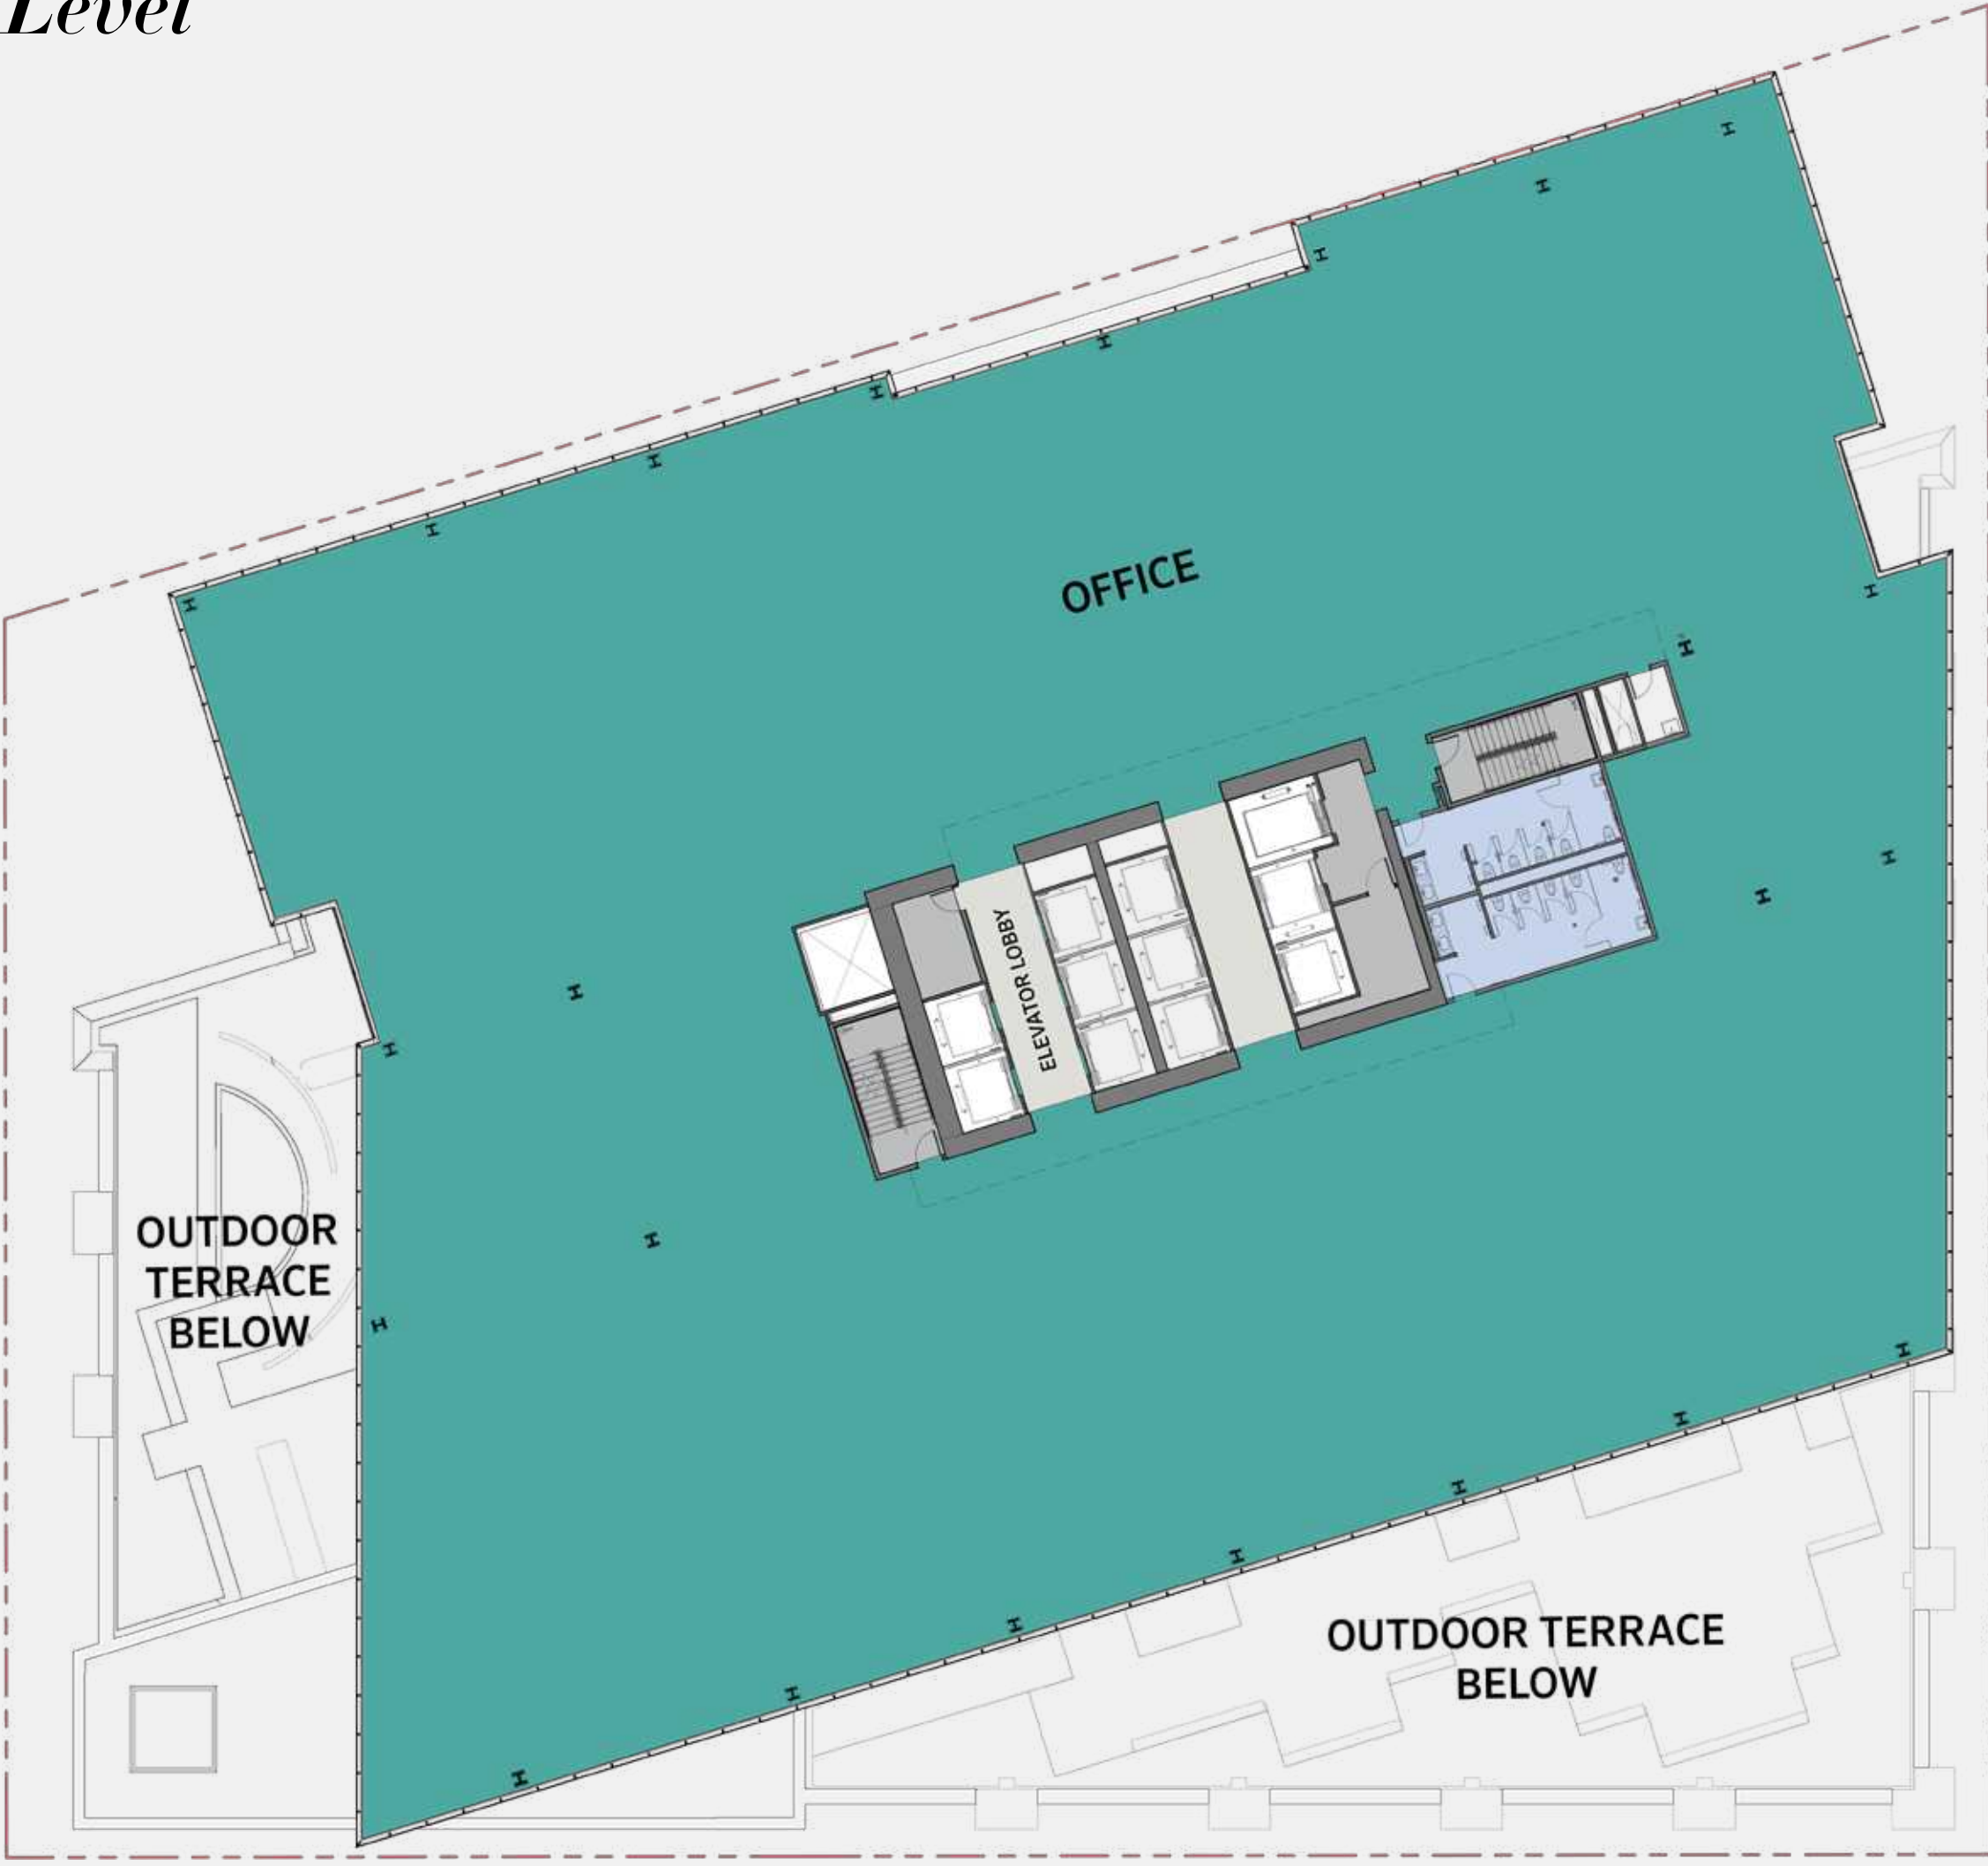 Level
OFFICE
ELEVATOR LOBBY
OUTDOOR
TERRACE
BELOW
OUTDOOR TERRACE
BELOW